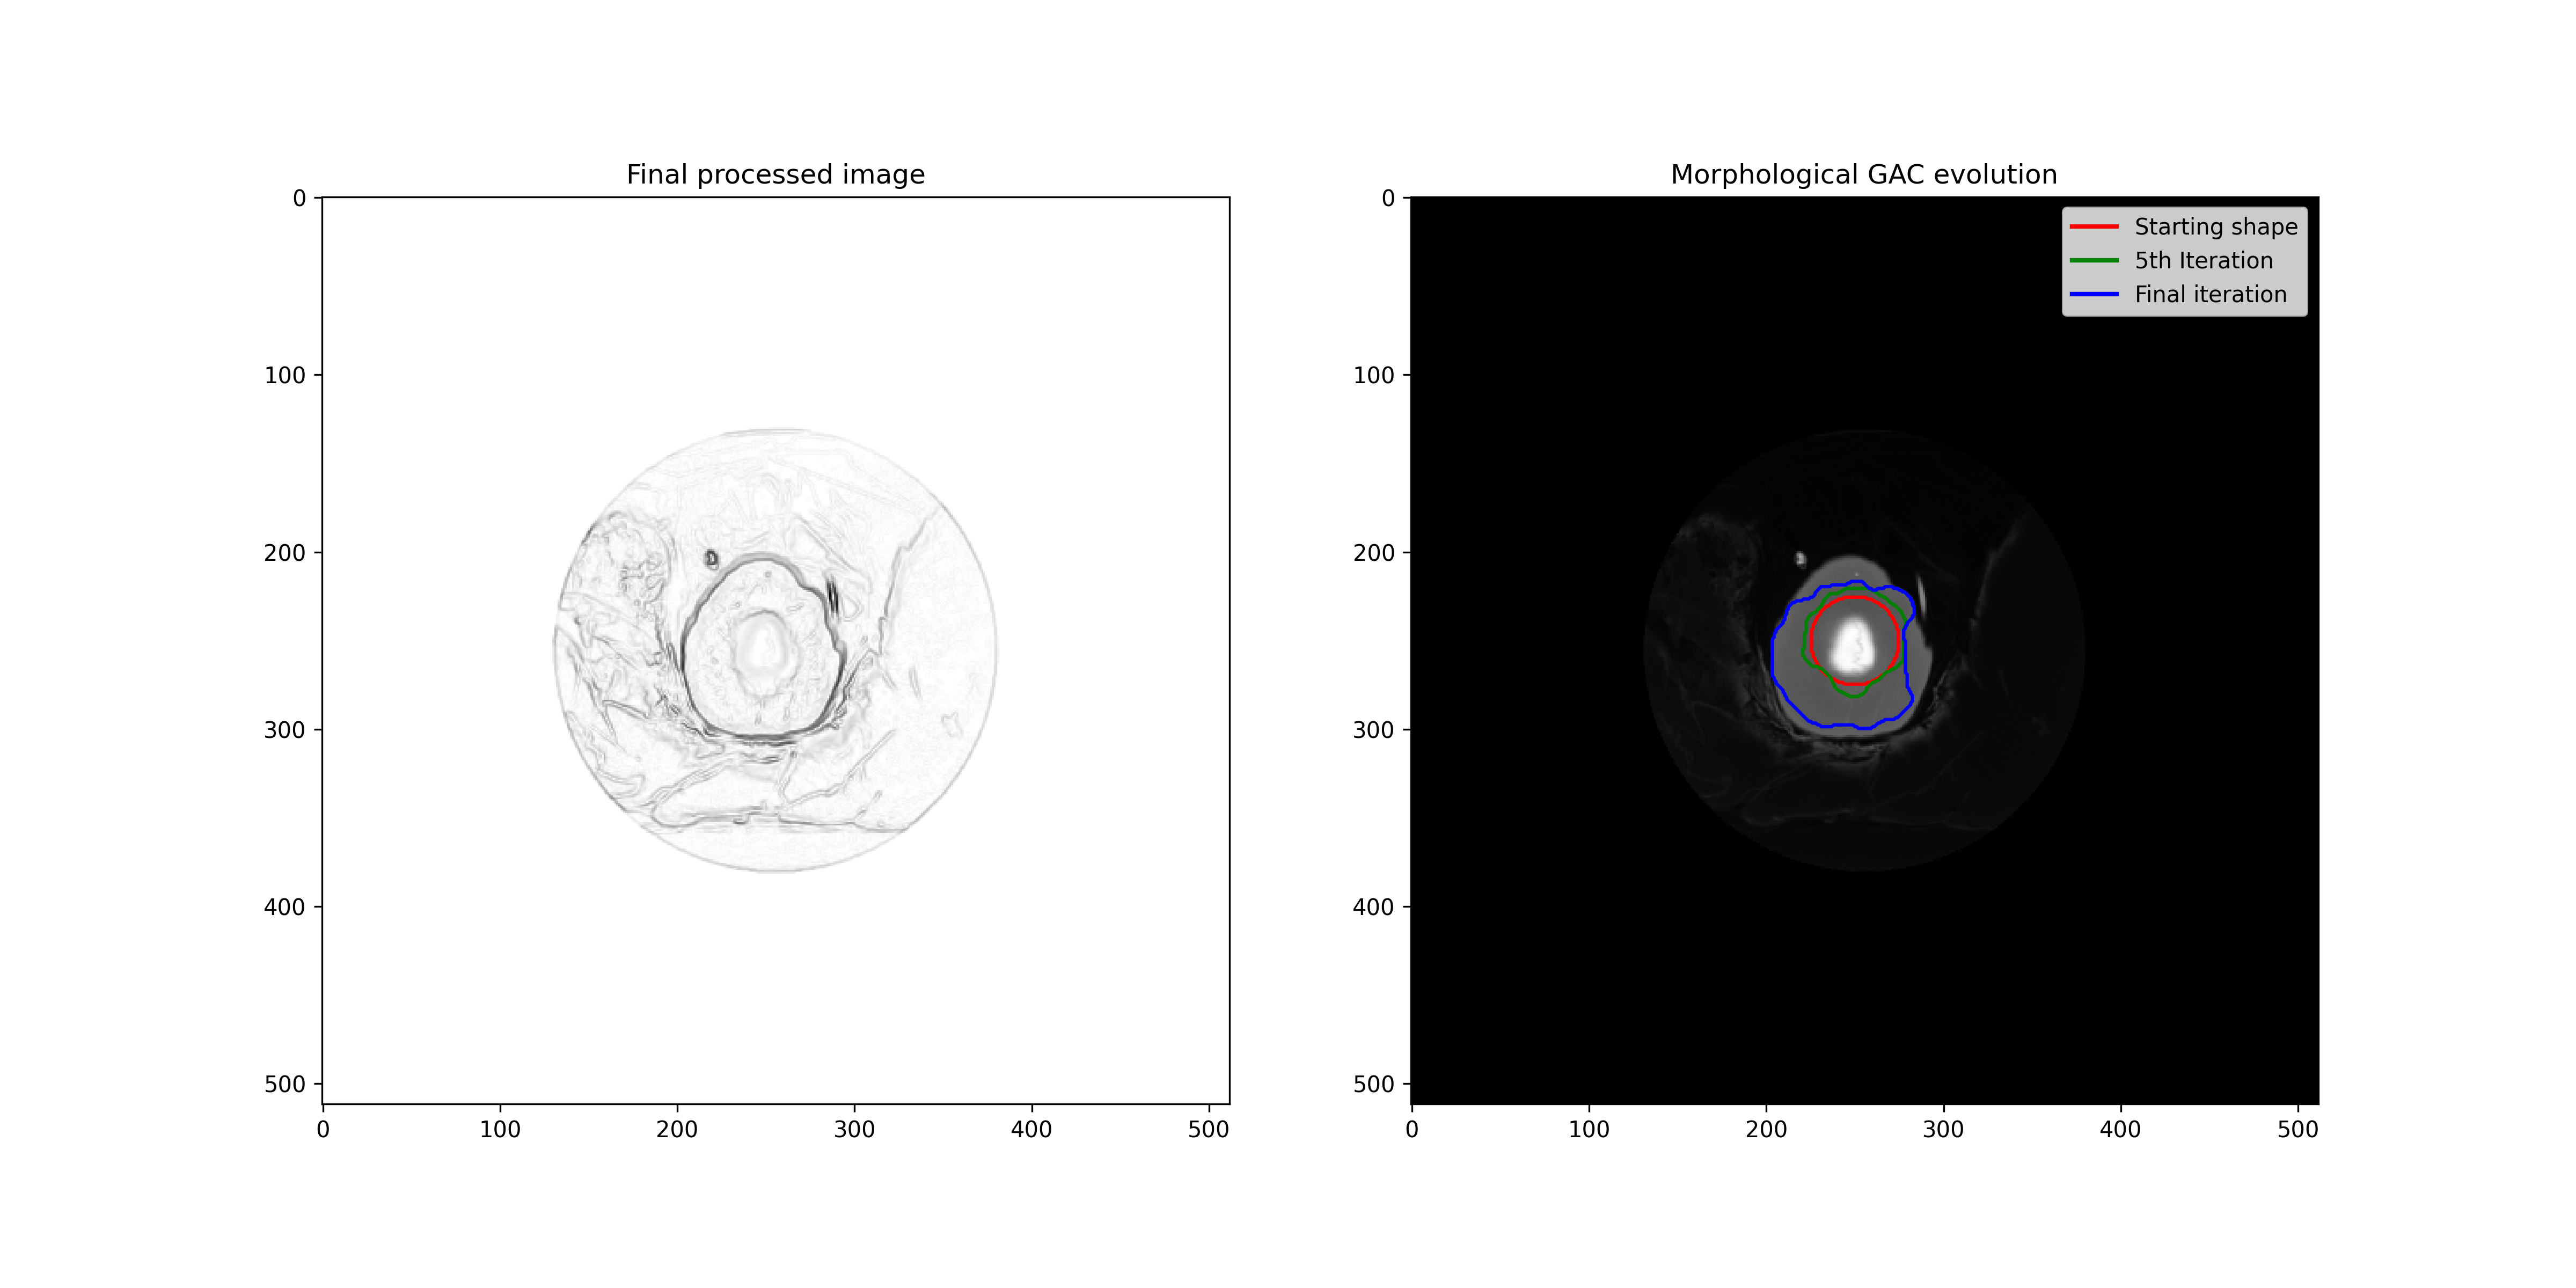 Final processed image
0
100
200
300
400
500
0 100 200 300 400 500
Morphological GAC evolution
Starting shape
5th Iteration
Final iteration
0
100
200
300
400
500
0 100 200 300 400 500